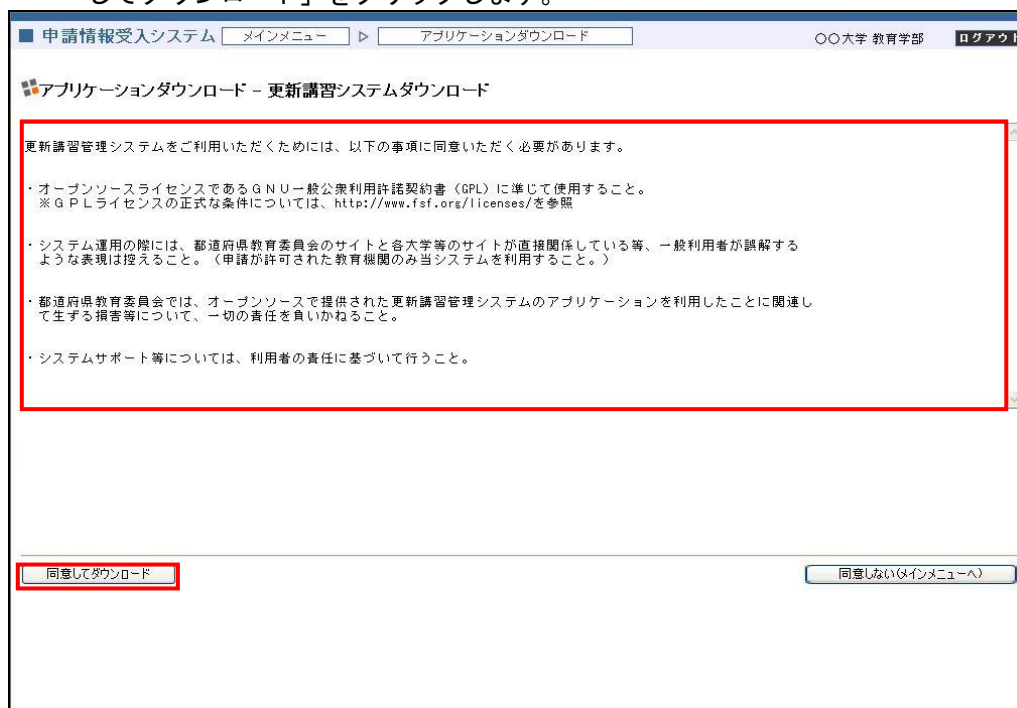 してダウンロード」をクリックします。
申請情報受入システム メインメニュー ▷ アプリケーションダウンロード 〇〇大学 教育学部 ログアウト
アプリケーションダウンロード – 更新講習システムダウンロード
更新講習管理システムをご利用いただくためには、以下の事項に同意いただく必要があります。
・オープンソースライセンスであるＧＮＵ一般公衆利用許諾契約書（GPL）に準じて使用すること。
※ＧＰＬライセンスの正式な条件については、http://www.fsf.org/licenses/を参照
・システム運用の際には、都道府県教育委員会のサイトと各大学等のサイトが直接関係している等、一般利用者が誤解する
ような表現は控えること。（申請が許可された教育機関のみ当システムを利用すること。）
・都道府県教育委員会では、オープンソースで提供された更新講習管理システムのアプリケーションを利用したことに関連し
て生ずる損害等について、一切の責任を負いかねること。
・システムサポート等については、利用者の責任に基づいて行うこと。
同意してダウンロード 同意しない(メインメニューへ)